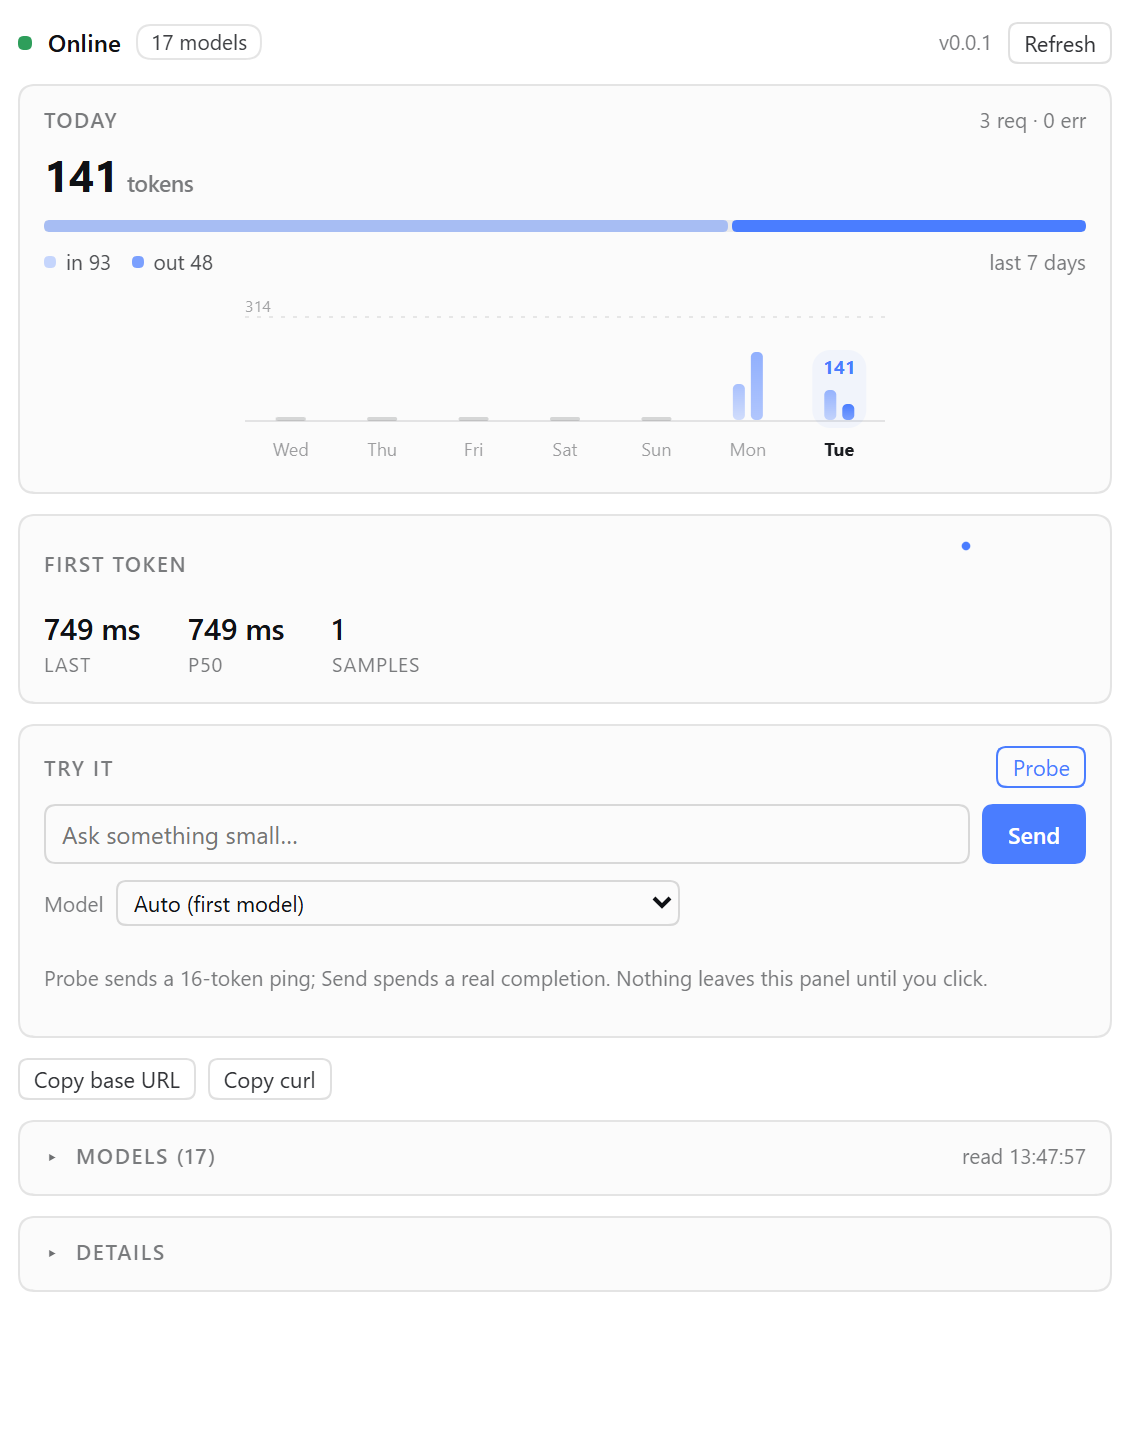 Online 17 models v0.0.1 Refresh
TODAY 3 req · 0 err
141 tokens
in 93 out 48 last 7 days
314
141
Wed Thu Fri Sat Sun Mon Tue
FIRST TOKEN
749 ms 749 ms 1
LAST P50 SAMPLES
TRY IT Probe
Ask something small... Send
Model Auto (first model)
Probe sends a 16-token ping; Send spends a real completion. Nothing leaves this panel until you click.
Copy base URL Copy curl
MODELS (17) read 13:47:57
DETAILS